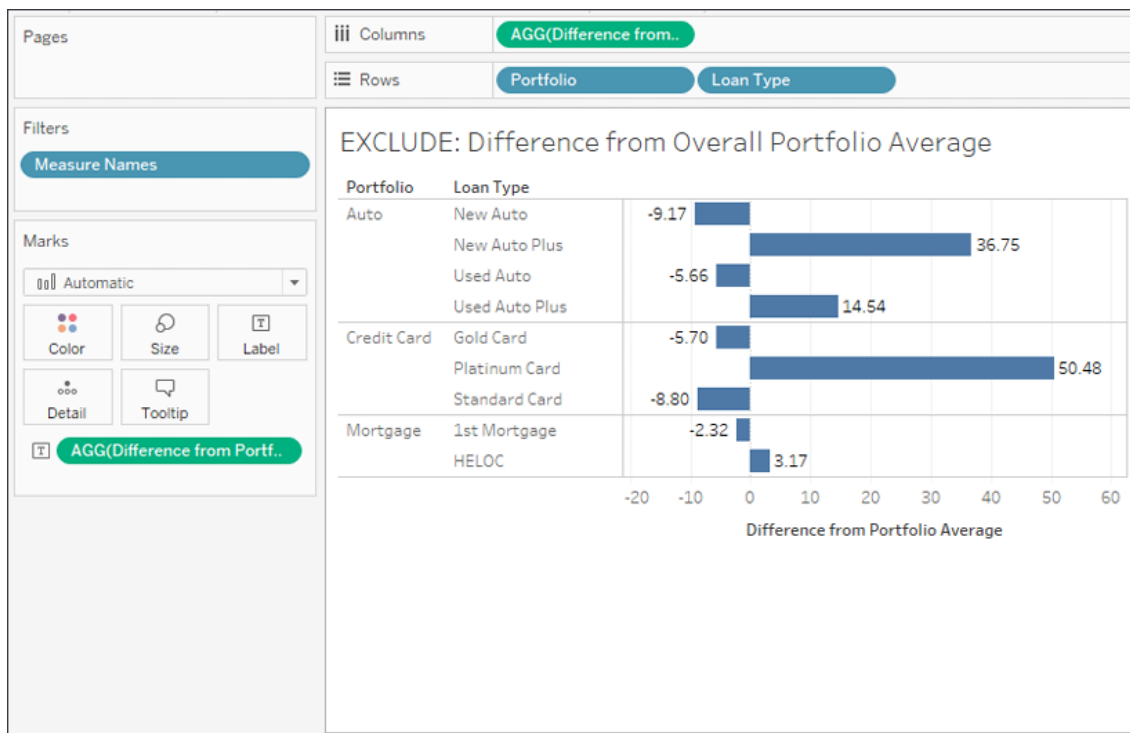 Pages
Columns
AGG(Difference from..
Rows
Portfolio
Loan Type
Filters
Measure Names
Marks
Automatic
Color
Size
T
Label
Detail
Tooltip
T
AGG(Difference from Portf..
EXCLUDE: Difference from Overall Portfolio Average
Portfolio Loan Type
Auto New Auto -9.17
New Auto Plus 36.75
Used Auto -5.66
Used Auto Plus 14.54
Credit Card Gold Card -5.70
Platinum Card 50.48
Standard Card -8.80
Mortgage 1st Mortgage -2.32
HELOC 3.17
-20 -10 0 10 20 30 40 50 60
Difference from Portfolio Average